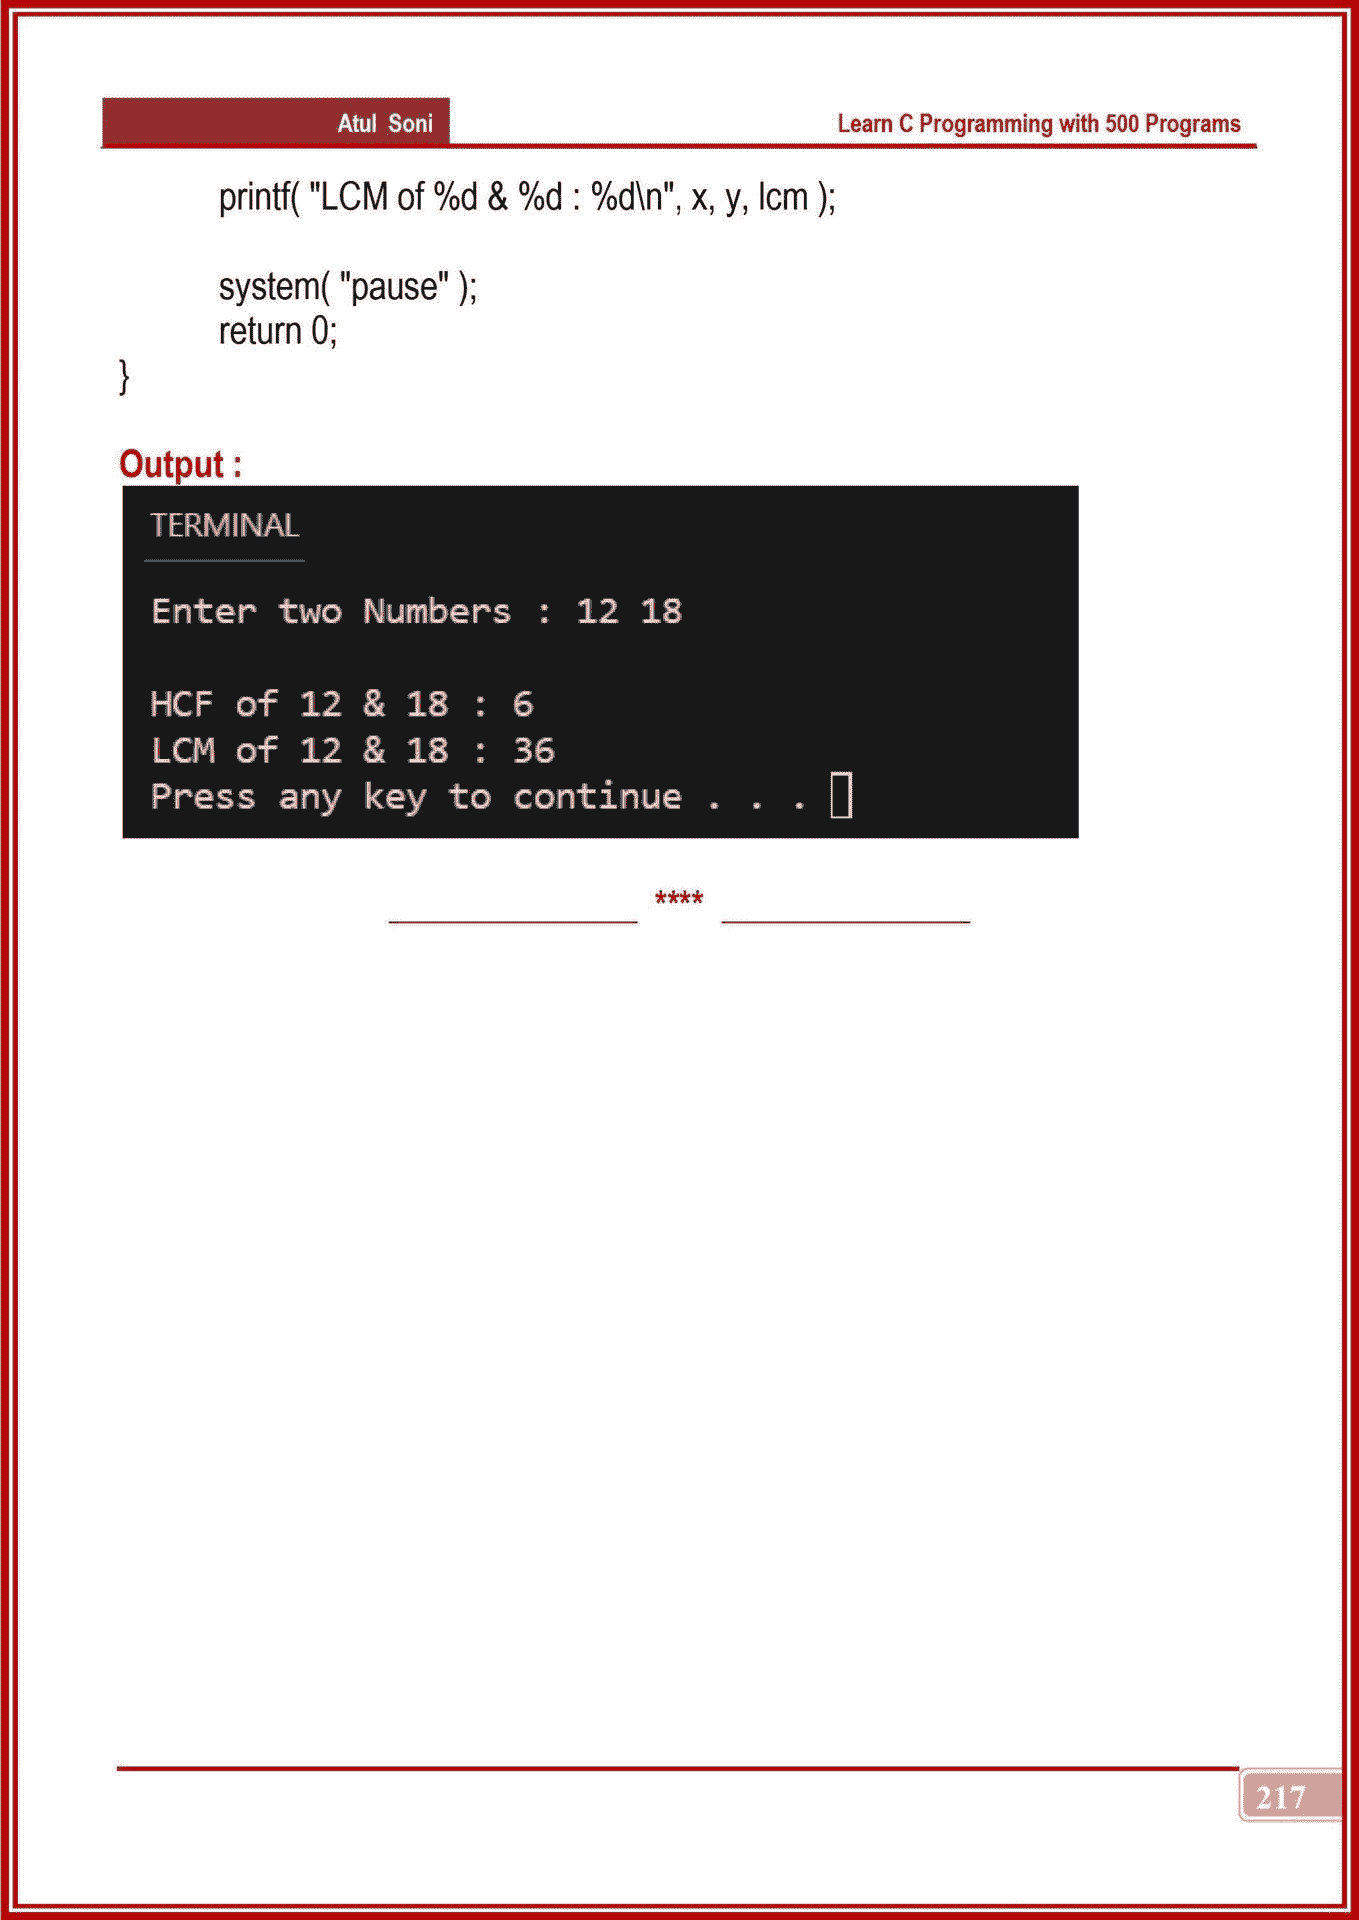 Atul Soni
Learn C Programming with 500 Programs
printf( "LCM of %d & %d : %d\n", x, y, lcm );
system( "pause" );
return 0;
}
Output :
TERMINAL
Enter two Numbers : 12 18
HCF of 12 & 18 : 6
LCM of 12 & 18 : 36
Press any key to continue . . .
****
217